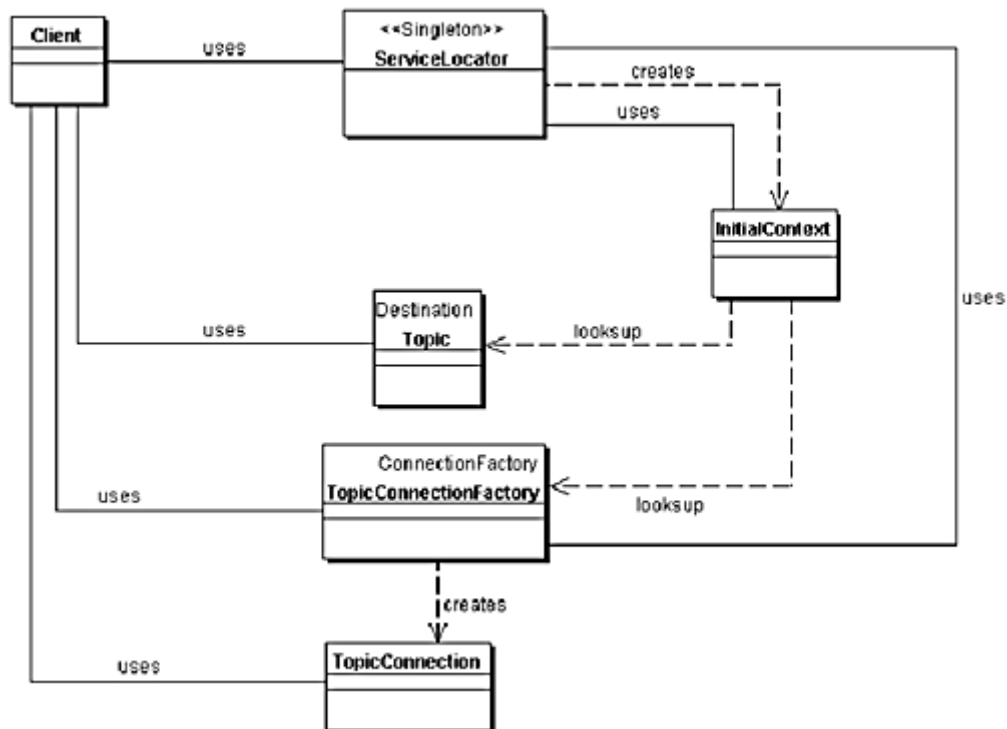 Client
uses
<<Singleton>>
ServiceLocator
creates
uses
InitialContext
uses
Destination
Topic
uses
looksup
ConnectionFactory
TopicConnectionFactory
uses
looksup
creates
TopicConnection
uses